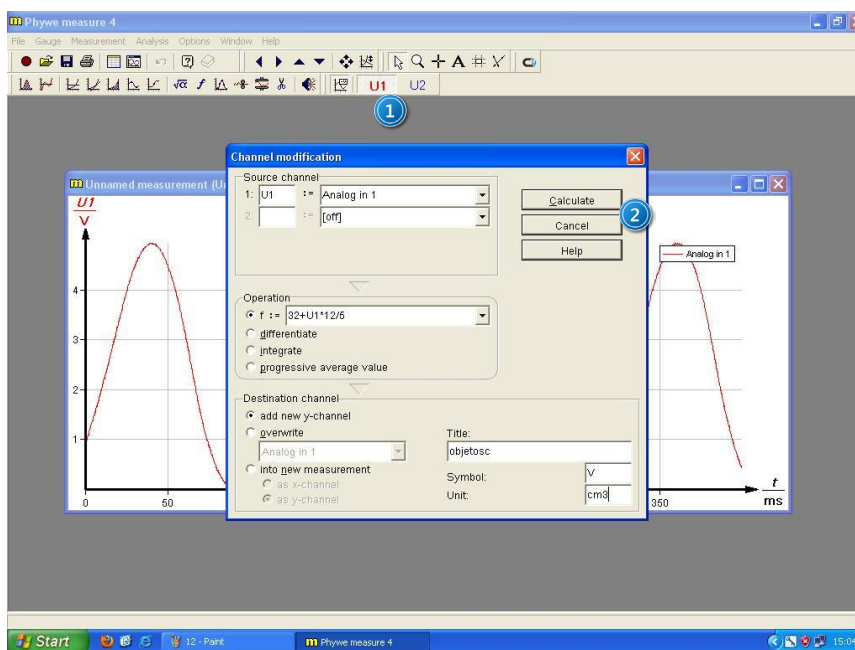 Phywe measure 4
File Gauge Measurement Analysis Options Window Help
U1 U2
1
Channel modification
Source channel
1: U1 := Analog in 1
2: := [off]
Calculate
Cancel
Help
2
Operation
f := 32+U1*12/5
differentiate
integrate
progressive average value
Destination channel
add new y-channel
overwrite
Analog in 1
into new measurement
as x-channel
as y-channel
Title:
objetosc
Symbol: V
Unit: cm3
Unnamed measurement
U1
V
4
3
2
1
0 50 350
t
ms
Analog in 1
Start 12 - Paint Phywe measure 4 15:04